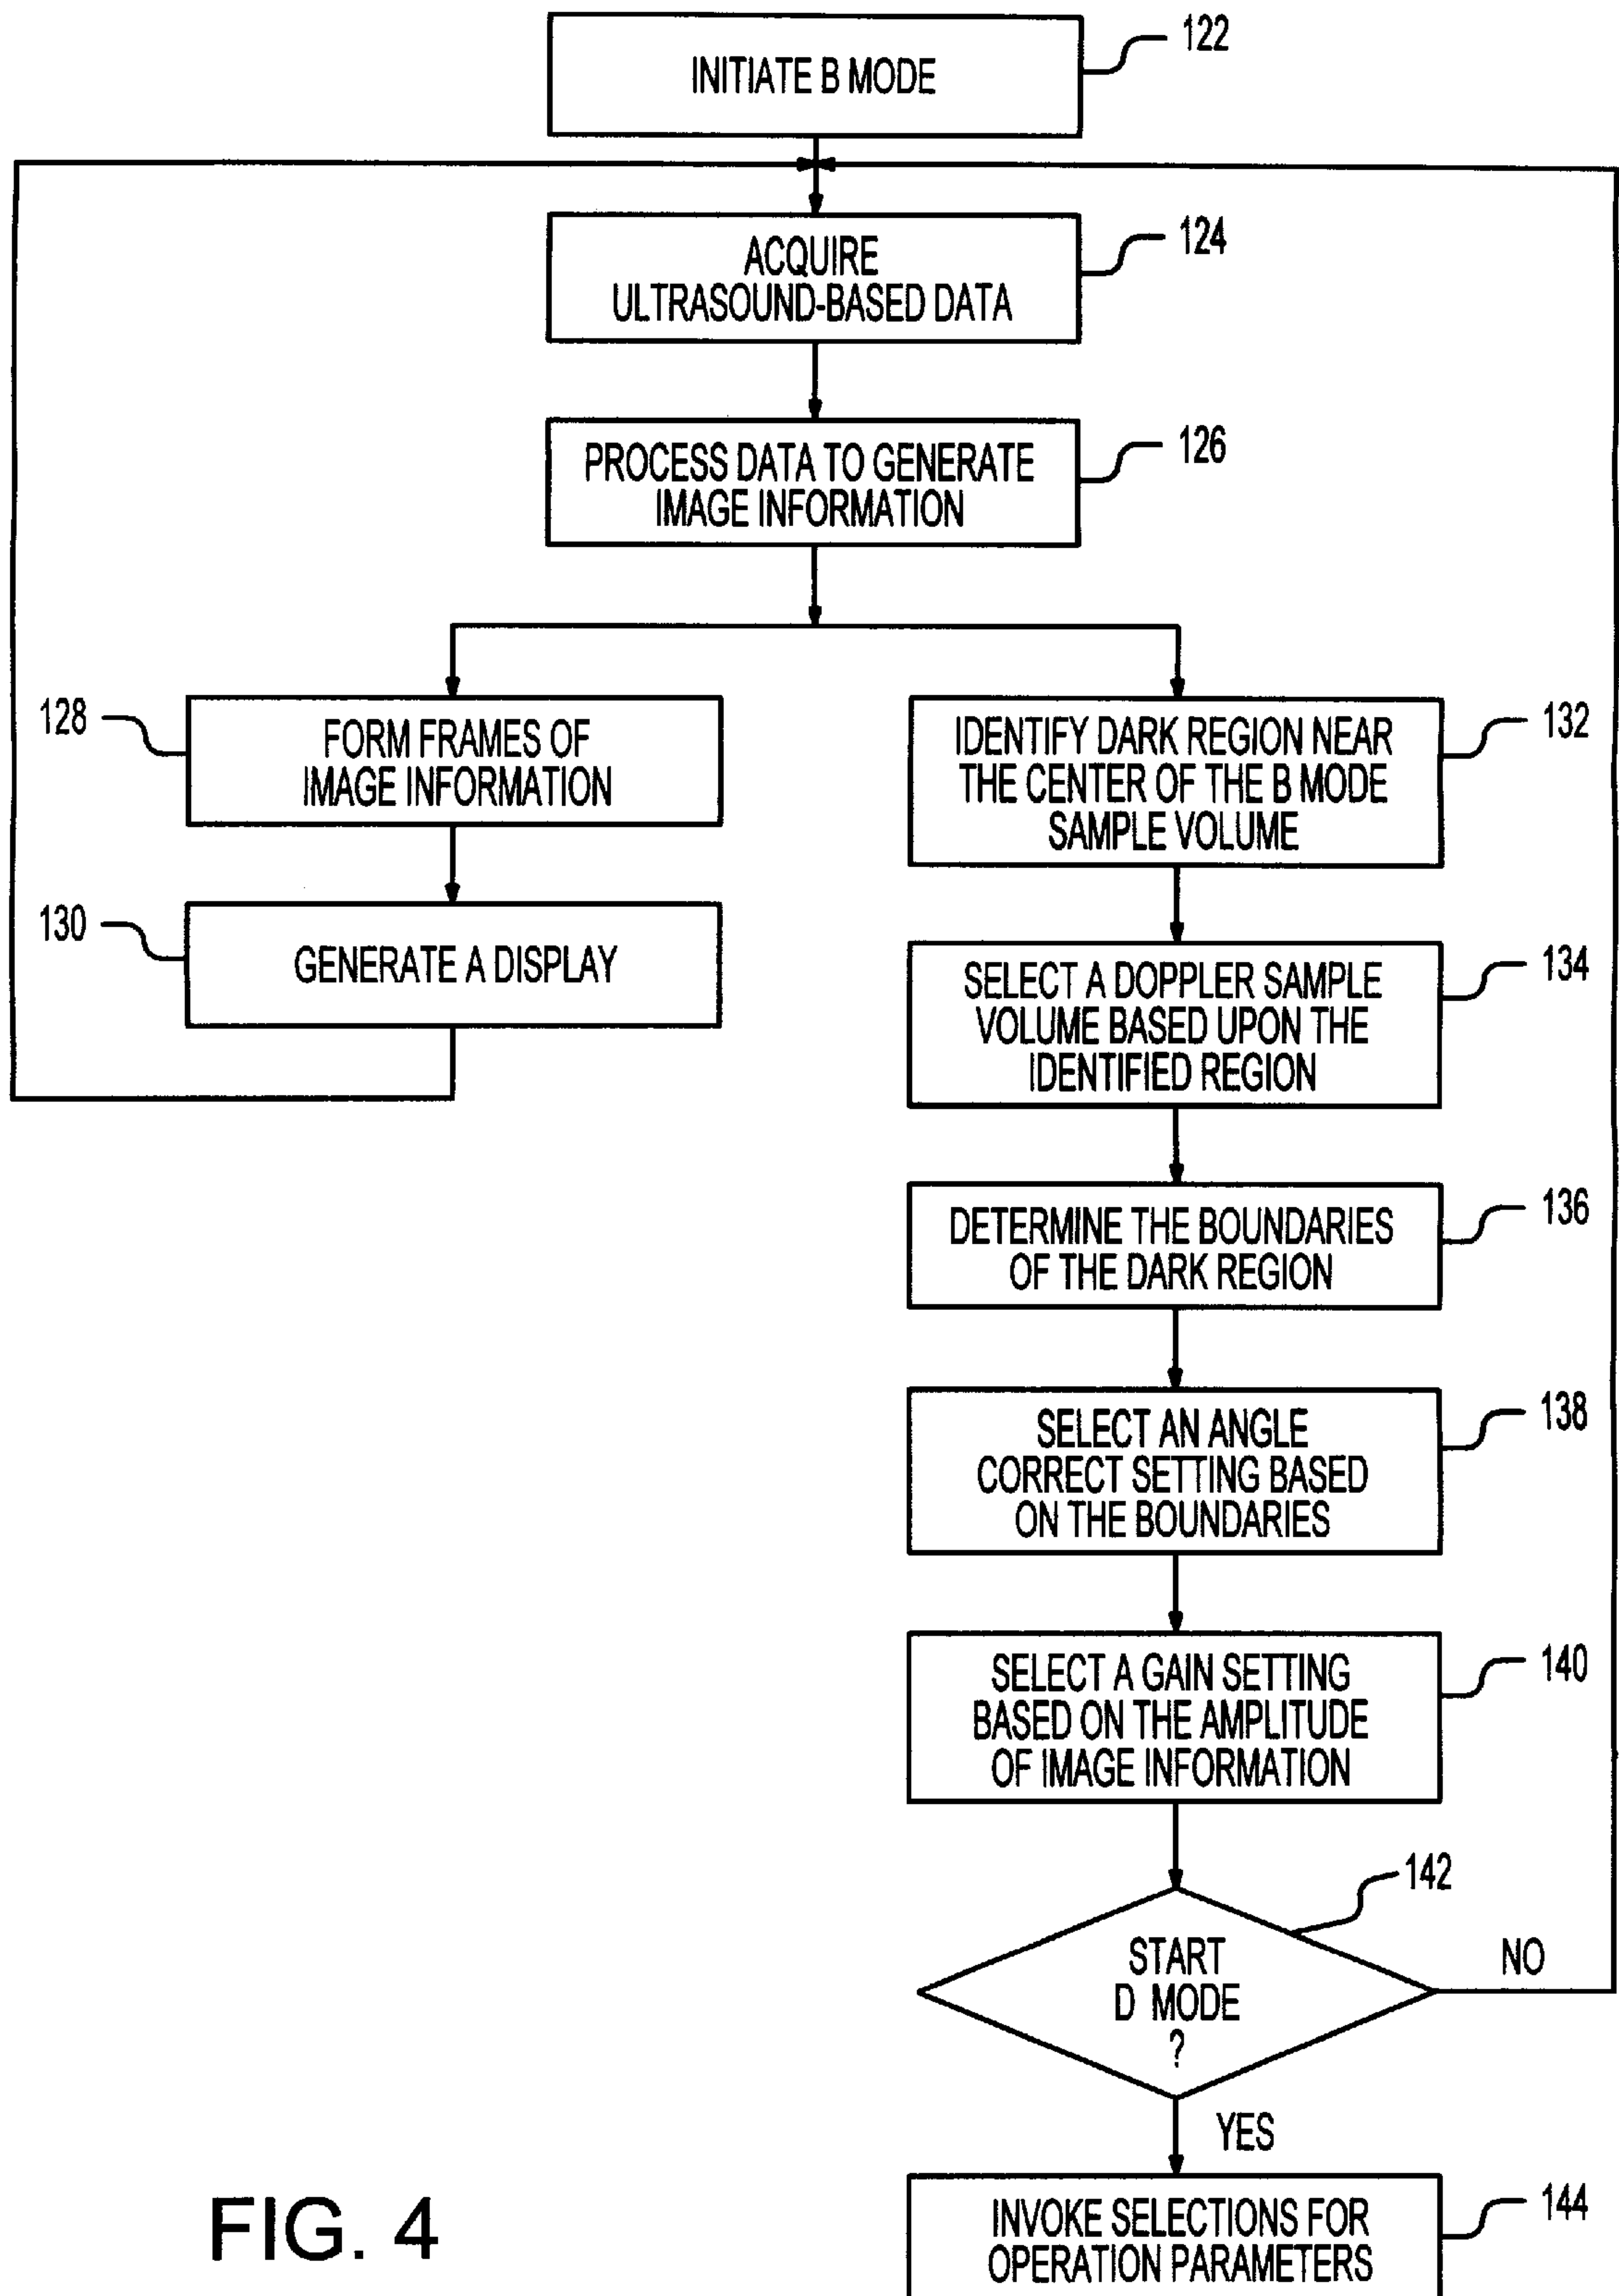 INITIATE B MODE
122
ACQUIRE
ULTRASOUND-BASED DATA
124
PROCESS DATA TO GENERATE
IMAGE INFORMATION
126
128
FORM FRAMES OF
IMAGE INFORMATION
130
GENERATE A DISPLAY
IDENTIFY DARK REGION NEAR
THE CENTER OF THE B MODE
SAMPLE VOLUME
132
SELECT A DOPPLER SAMPLE
VOLUME BASED UPON THE
IDENTIFIED REGION
134
DETERMINE THE BOUNDARIES
OF THE DARK REGION
136
SELECT AN ANGLE
CORRECT SETTING BASED
ON THE BOUNDARIES
138
SELECT A GAIN SETTING
BASED ON THE AMPLITUDE
OF IMAGE INFORMATION
140
START
D MODE
?
142
NO
YES
INVOKE SELECTIONS FOR
OPERATION PARAMETERS
144
FIG. 4